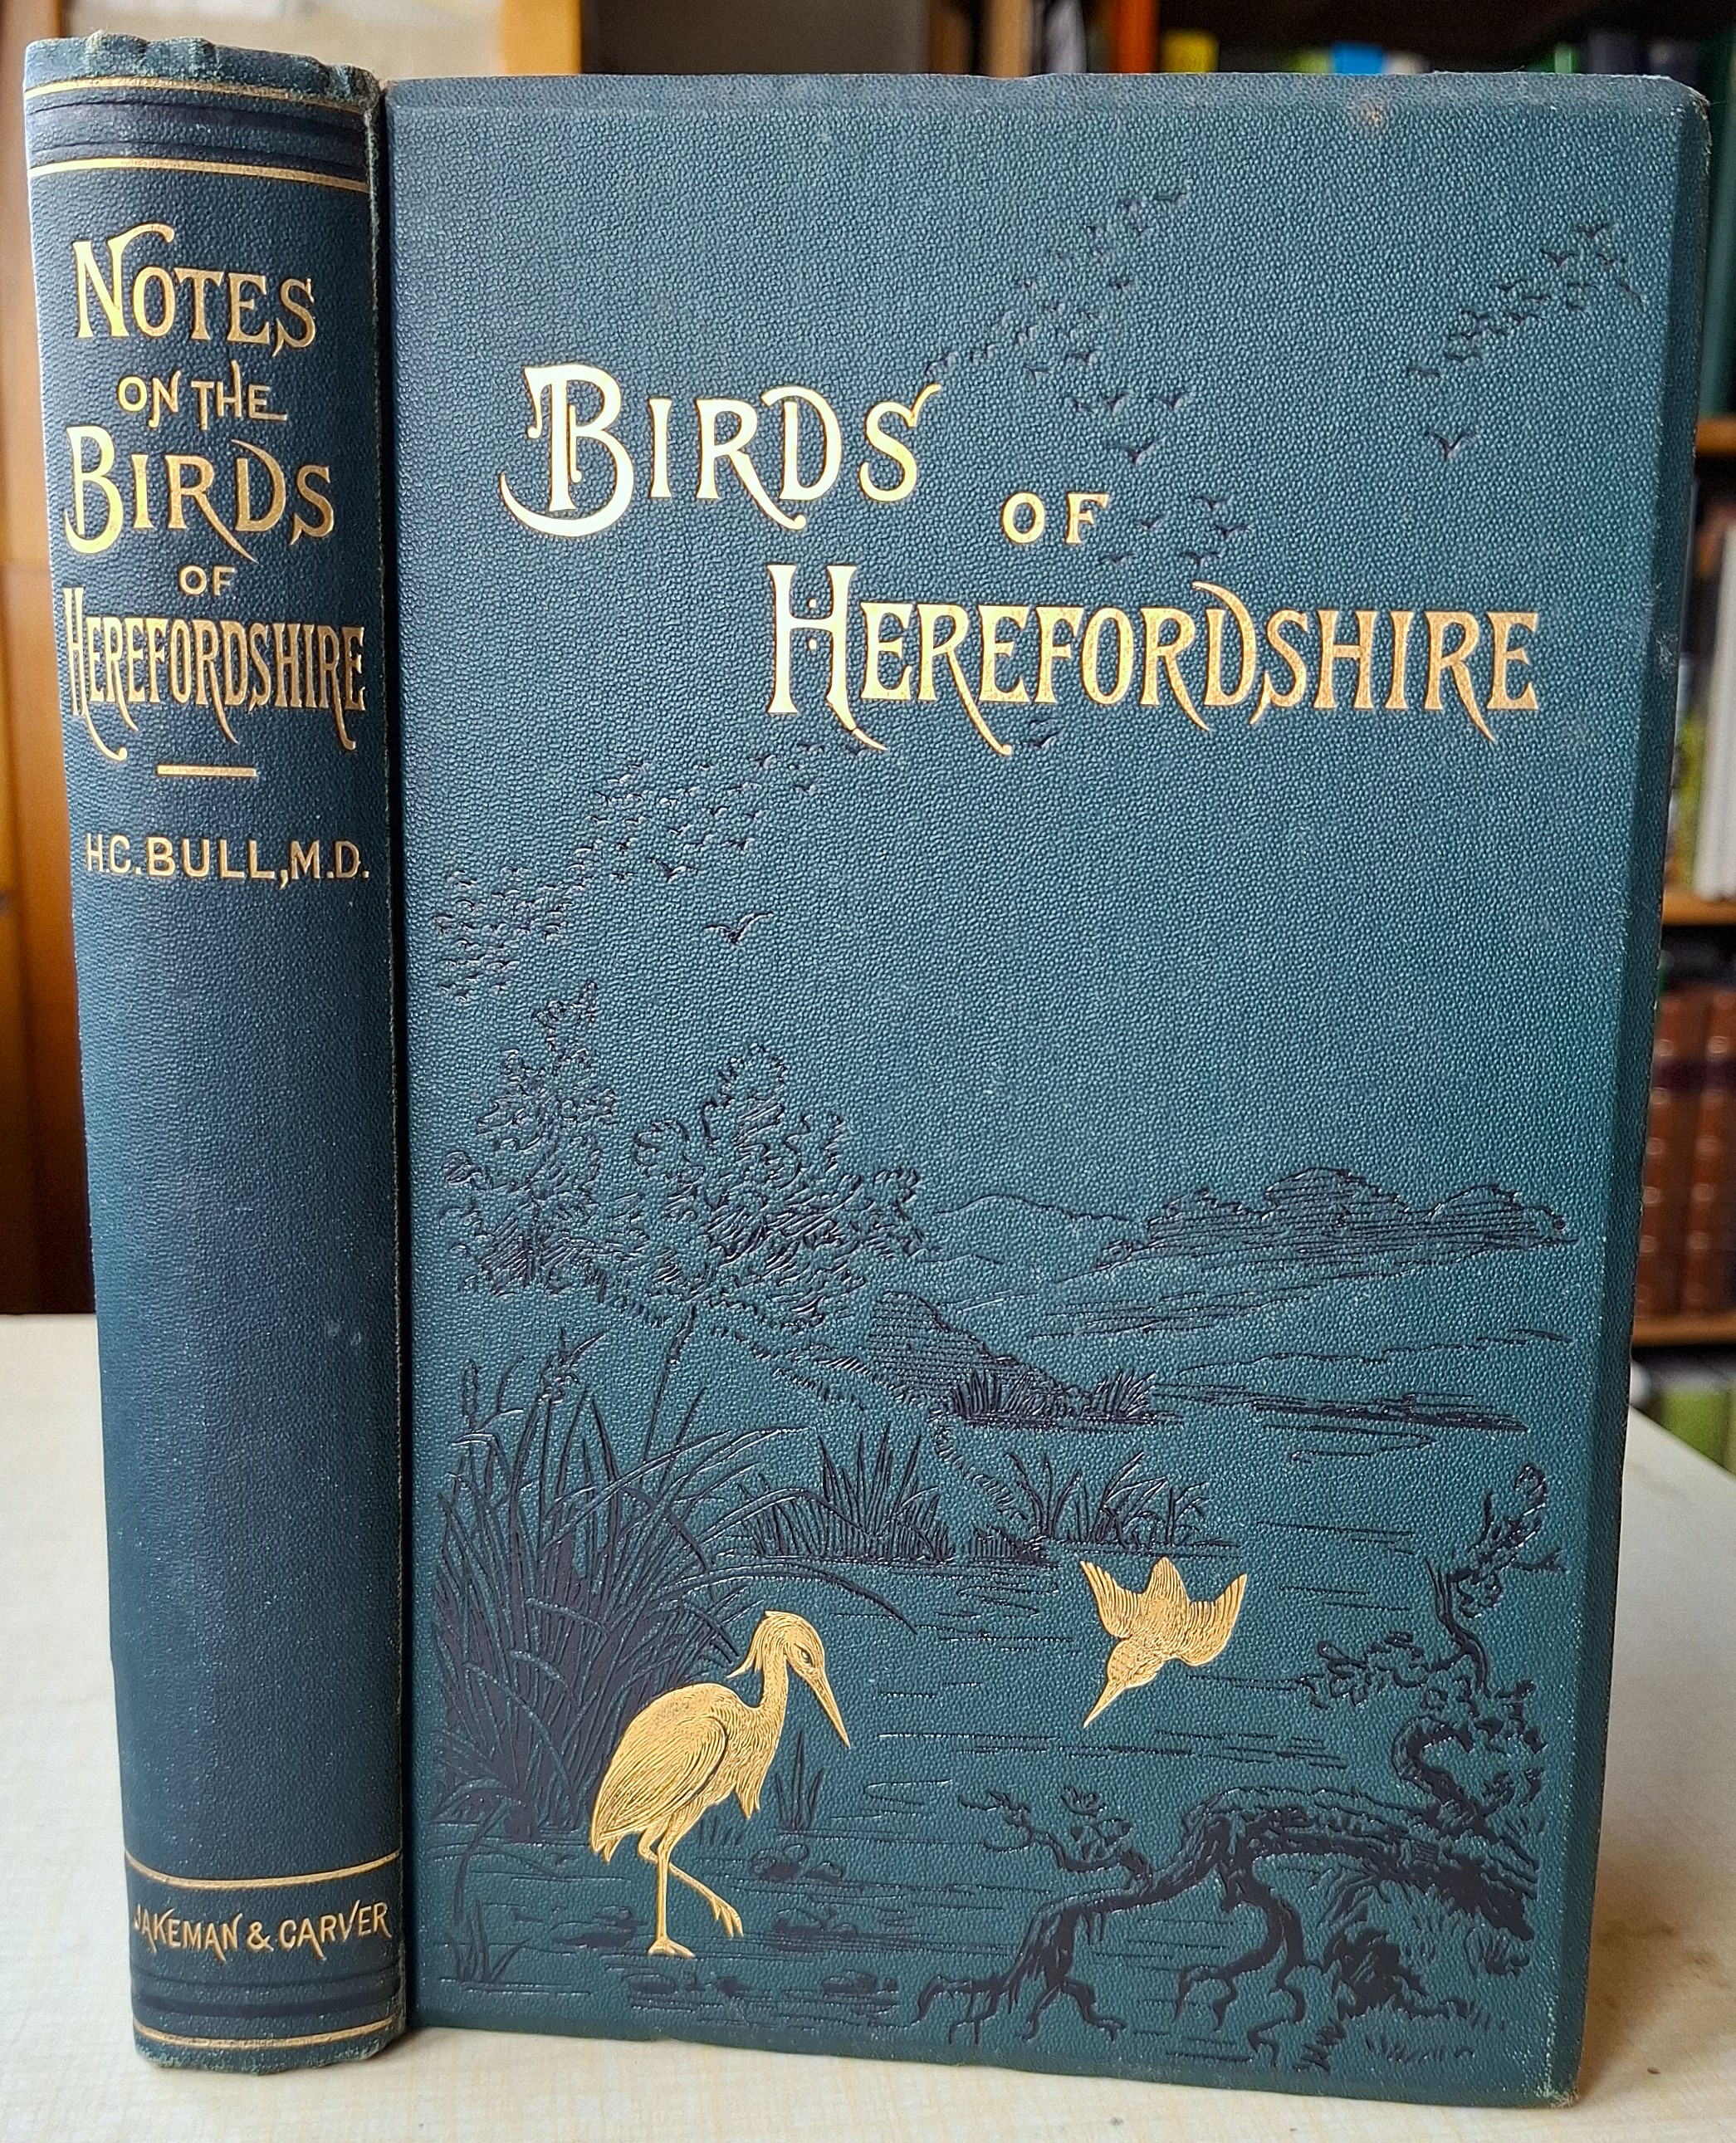 NOTES
ON THE
BIRDS
OF
HEREFORDSHIRE
H.C. BULL, M.D.
JAKEMAN & CARVER
BIRDS
OF
HEREFORDSHIRE